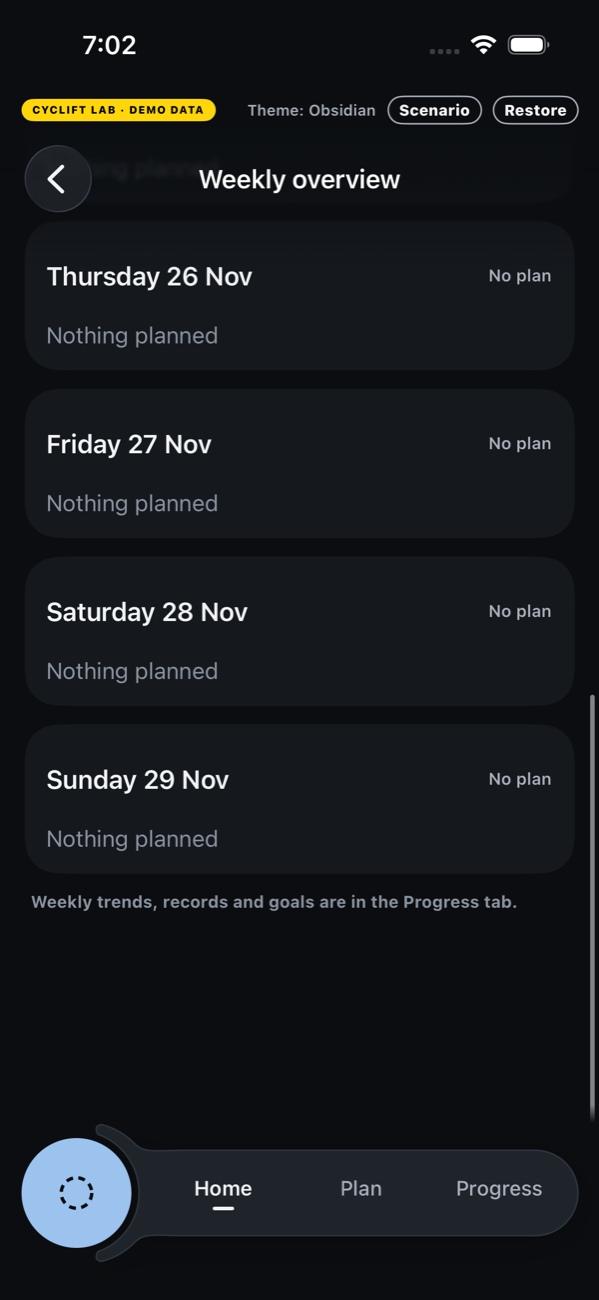 7:02
CYCLIFT LAB · DEMO DATA
Theme: Obsidian
Scenario
Restore
Weekly overview
Thursday 26 Nov
No plan
Nothing planned
Friday 27 Nov
No plan
Nothing planned
Saturday 28 Nov
No plan
Nothing planned
Sunday 29 Nov
No plan
Nothing planned
Weekly trends, records and goals are in the Progress tab.
Home
Plan
Progress